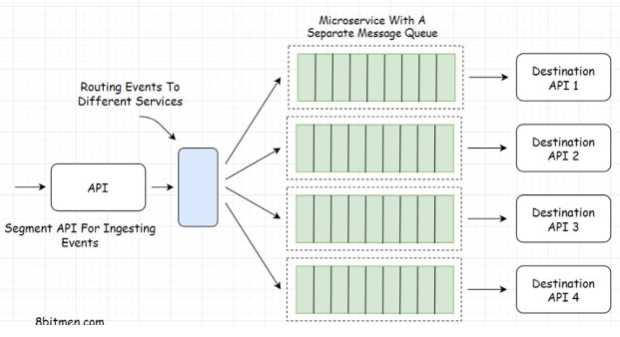 Microservice With A
Separate Message Queue
Routing Events To
Different Services
API
Segment API For Ingesting
Events
Destination
API 1
Destination
API 2
Destination
API 3
Destination
API 4
8bitmen.com